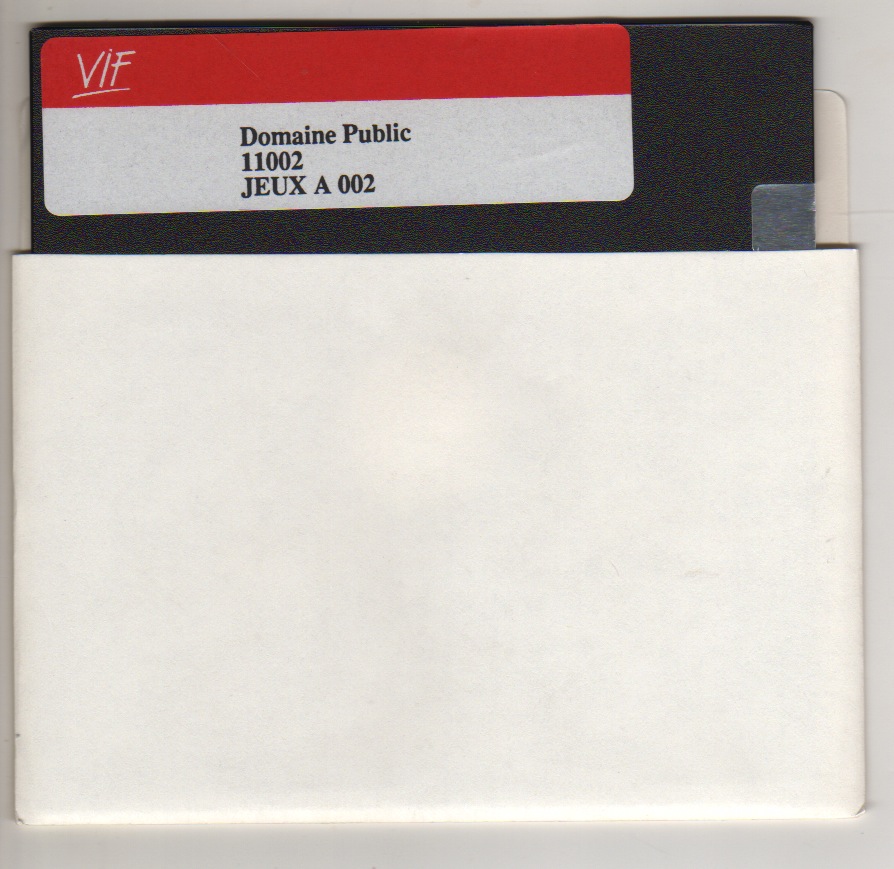 ViF
Domaine Public
11002
JEUX A 002